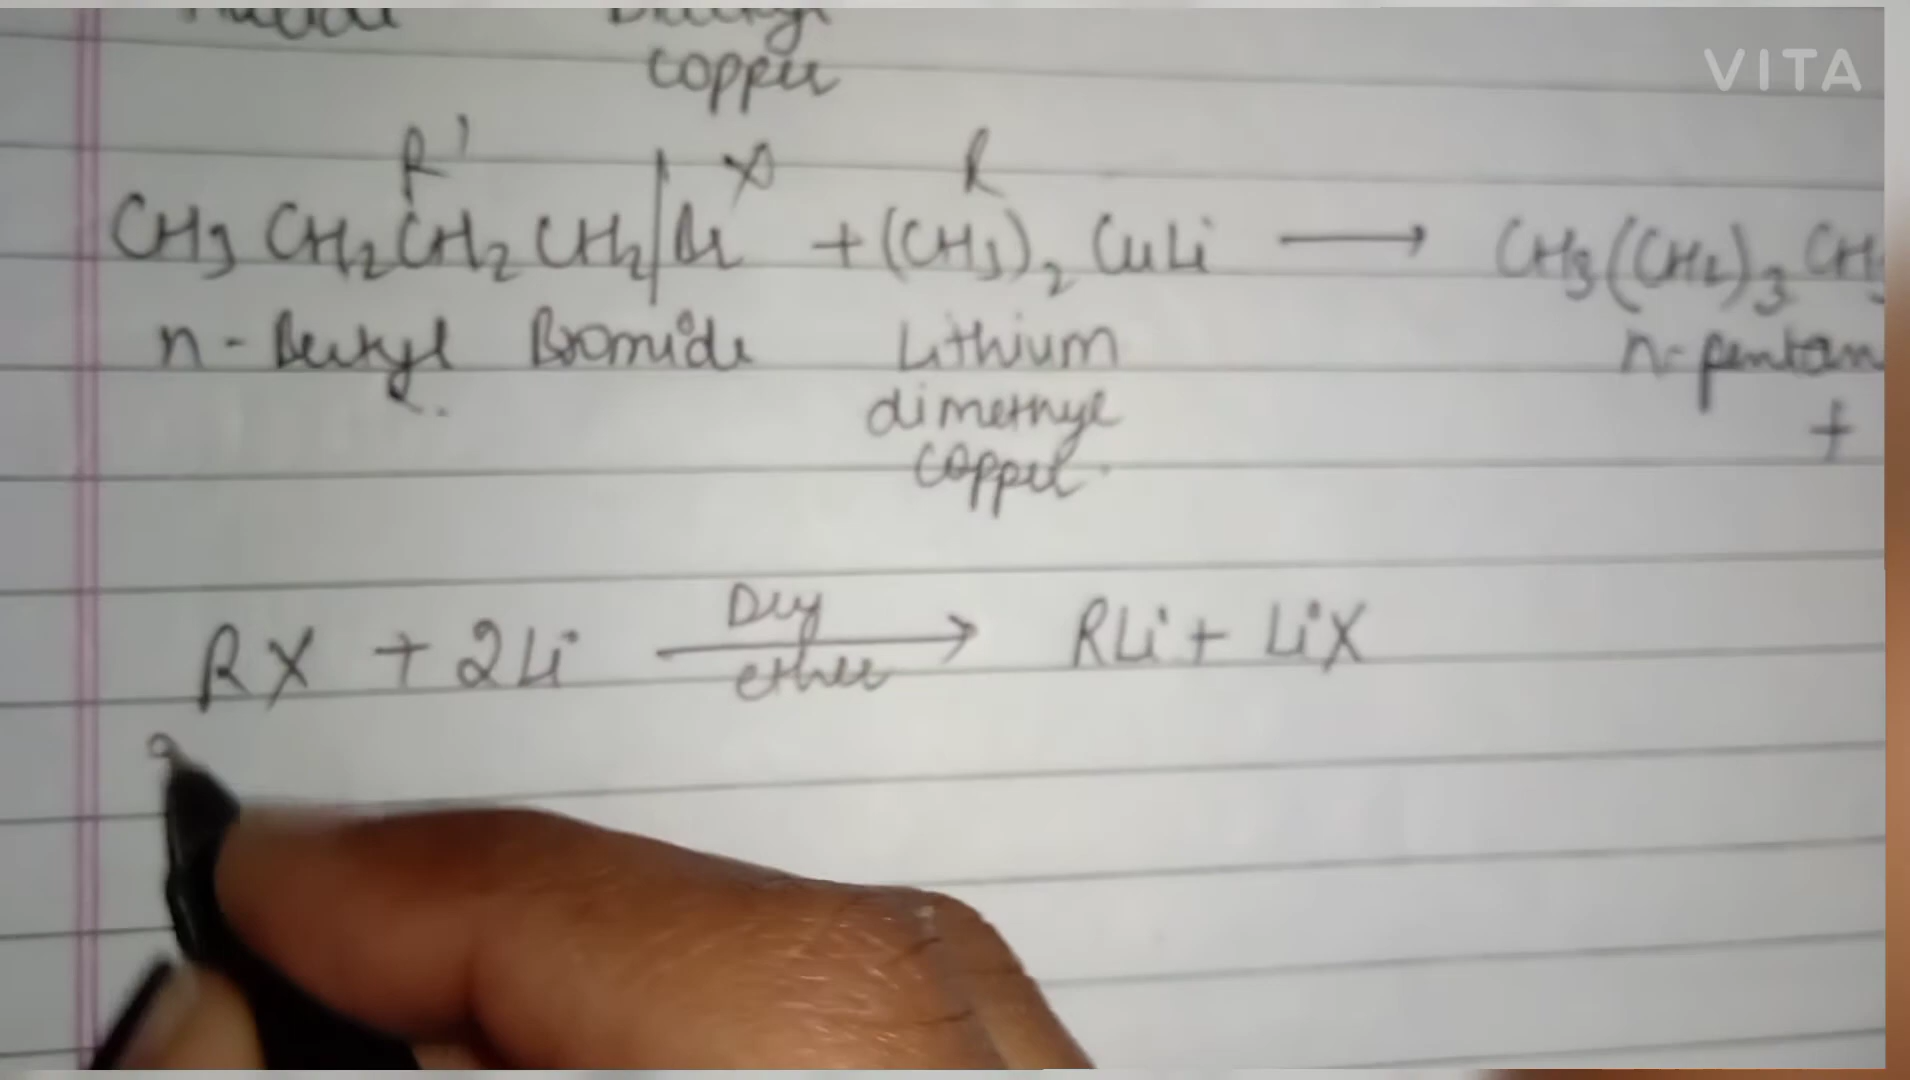 VITA
copper
R' X R
CH3 CH2 CH2 CH2 | Br + (CH3)2 CuLi ⟶ CH3(CH2)3 CH3
n - Butyl Bromide Lithium n-pentan
dimethyl +
copper
Dry
RX + 2Li ⟶ RLi + LiX
ether